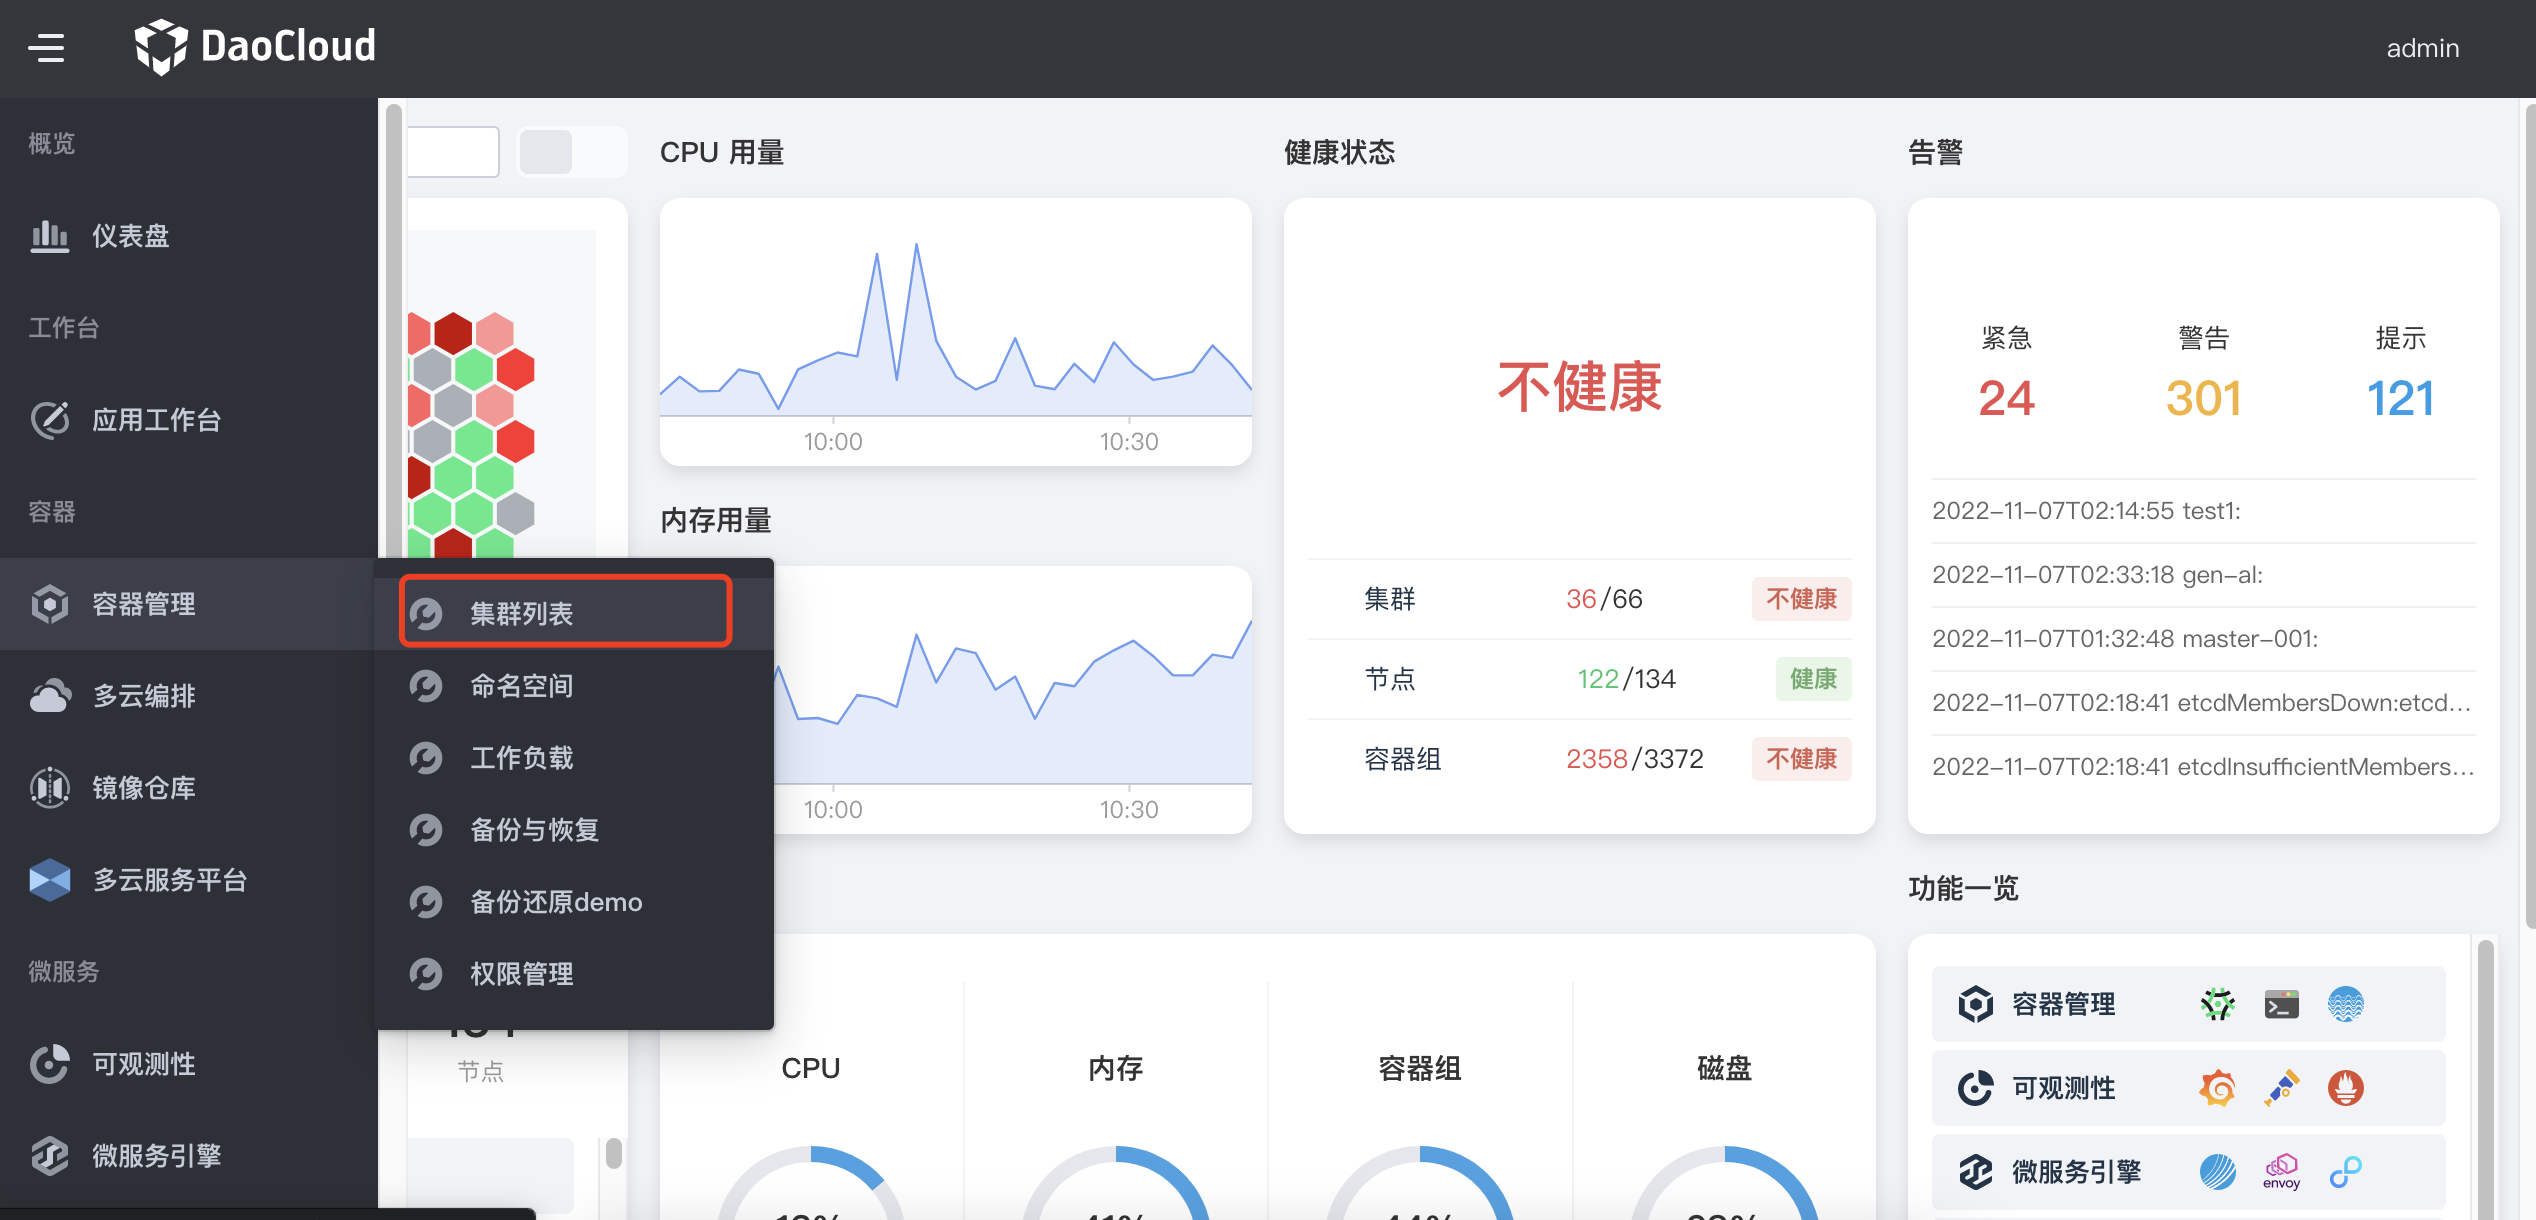 DaoCloud
admin
概览
仪表盘
工作台
应用工作台
容器
容器管理
多云编排
镜像仓库
多云服务平台
微服务
可观测性
微服务引擎
集群列表
命名空间
工作负载
备份与恢复
备份还原demo
权限管理
节点
CPU 用量
10:00 10:30
内存用量
10:00 10:30
健康状态
不健康
集群 36/66 不健康
节点 122/134 健康
容器组 2358/3372 不健康
告警
紧急 警告 提示
24 301 121
2022-11-07T02:14:55 test1:
2022-11-07T02:33:18 gen-al:
2022-11-07T01:32:48 master-001:
2022-11-07T02:18:41 etcdMembersDown:etcd...
2022-11-07T02:18:41 etcdInsufficientMembers...
CPU 内存 容器组 磁盘
功能一览
容器管理
可观测性
微服务引擎
envoy